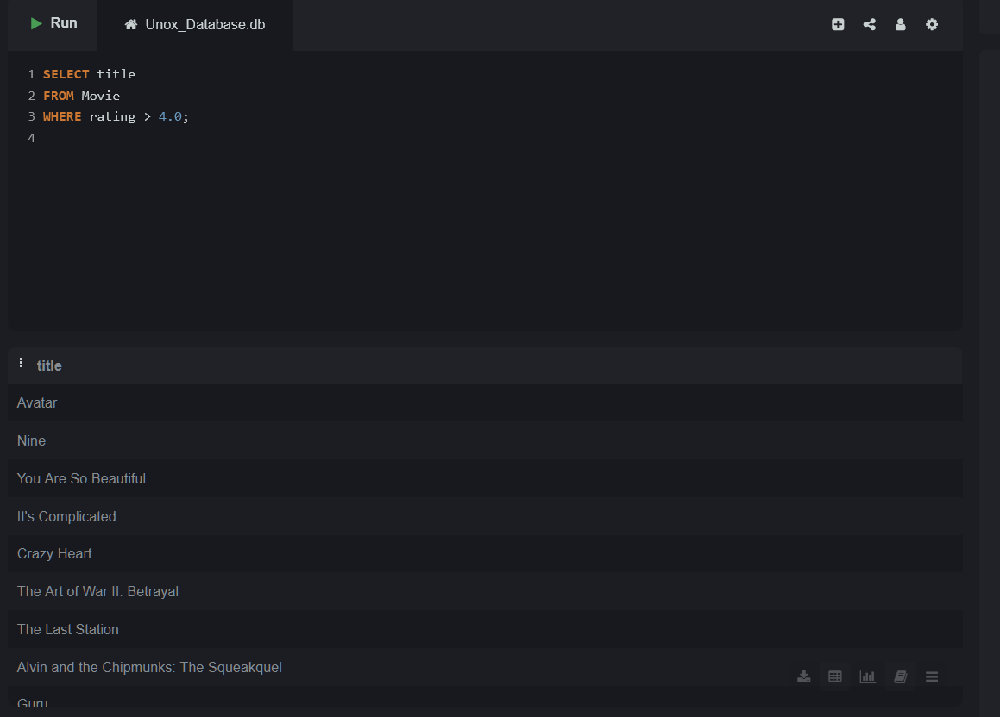 Run
Unox_Database.db
1 SELECT title
2 FROM Movie
3 WHERE rating > 4.0;
4
title
Avatar
Nine
You Are So Beautiful
It's Complicated
Crazy Heart
The Art of War II: Betrayal
The Last Station
Alvin and the Chipmunks: The Squeakquel
Guru